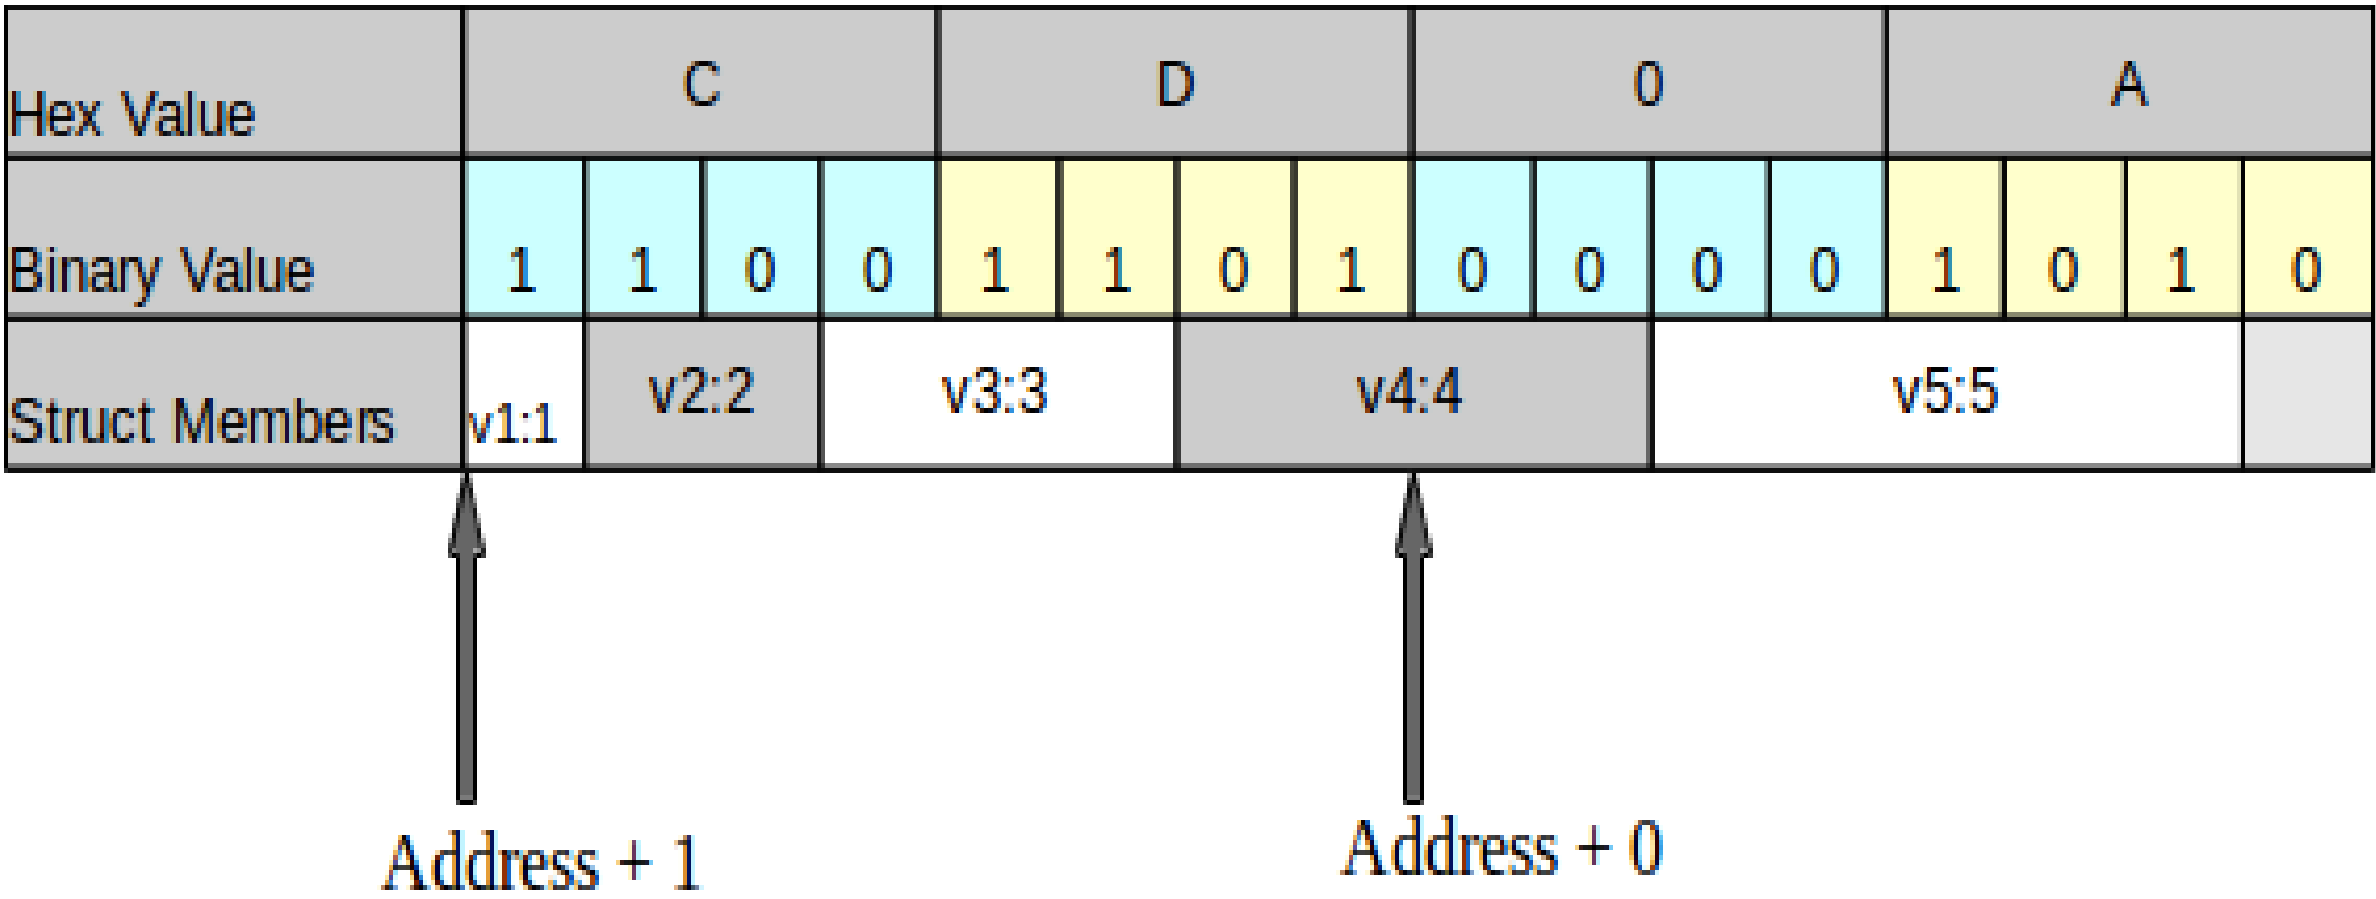 Hex Value C D 0 A
Binary Value 1 1 0 0 1 1 0 1 0 0 0 0 1 0 1 0
Struct Members v1:1 v2:2 v3:3 v4:4 v5:5
Address + 1 Address + 0